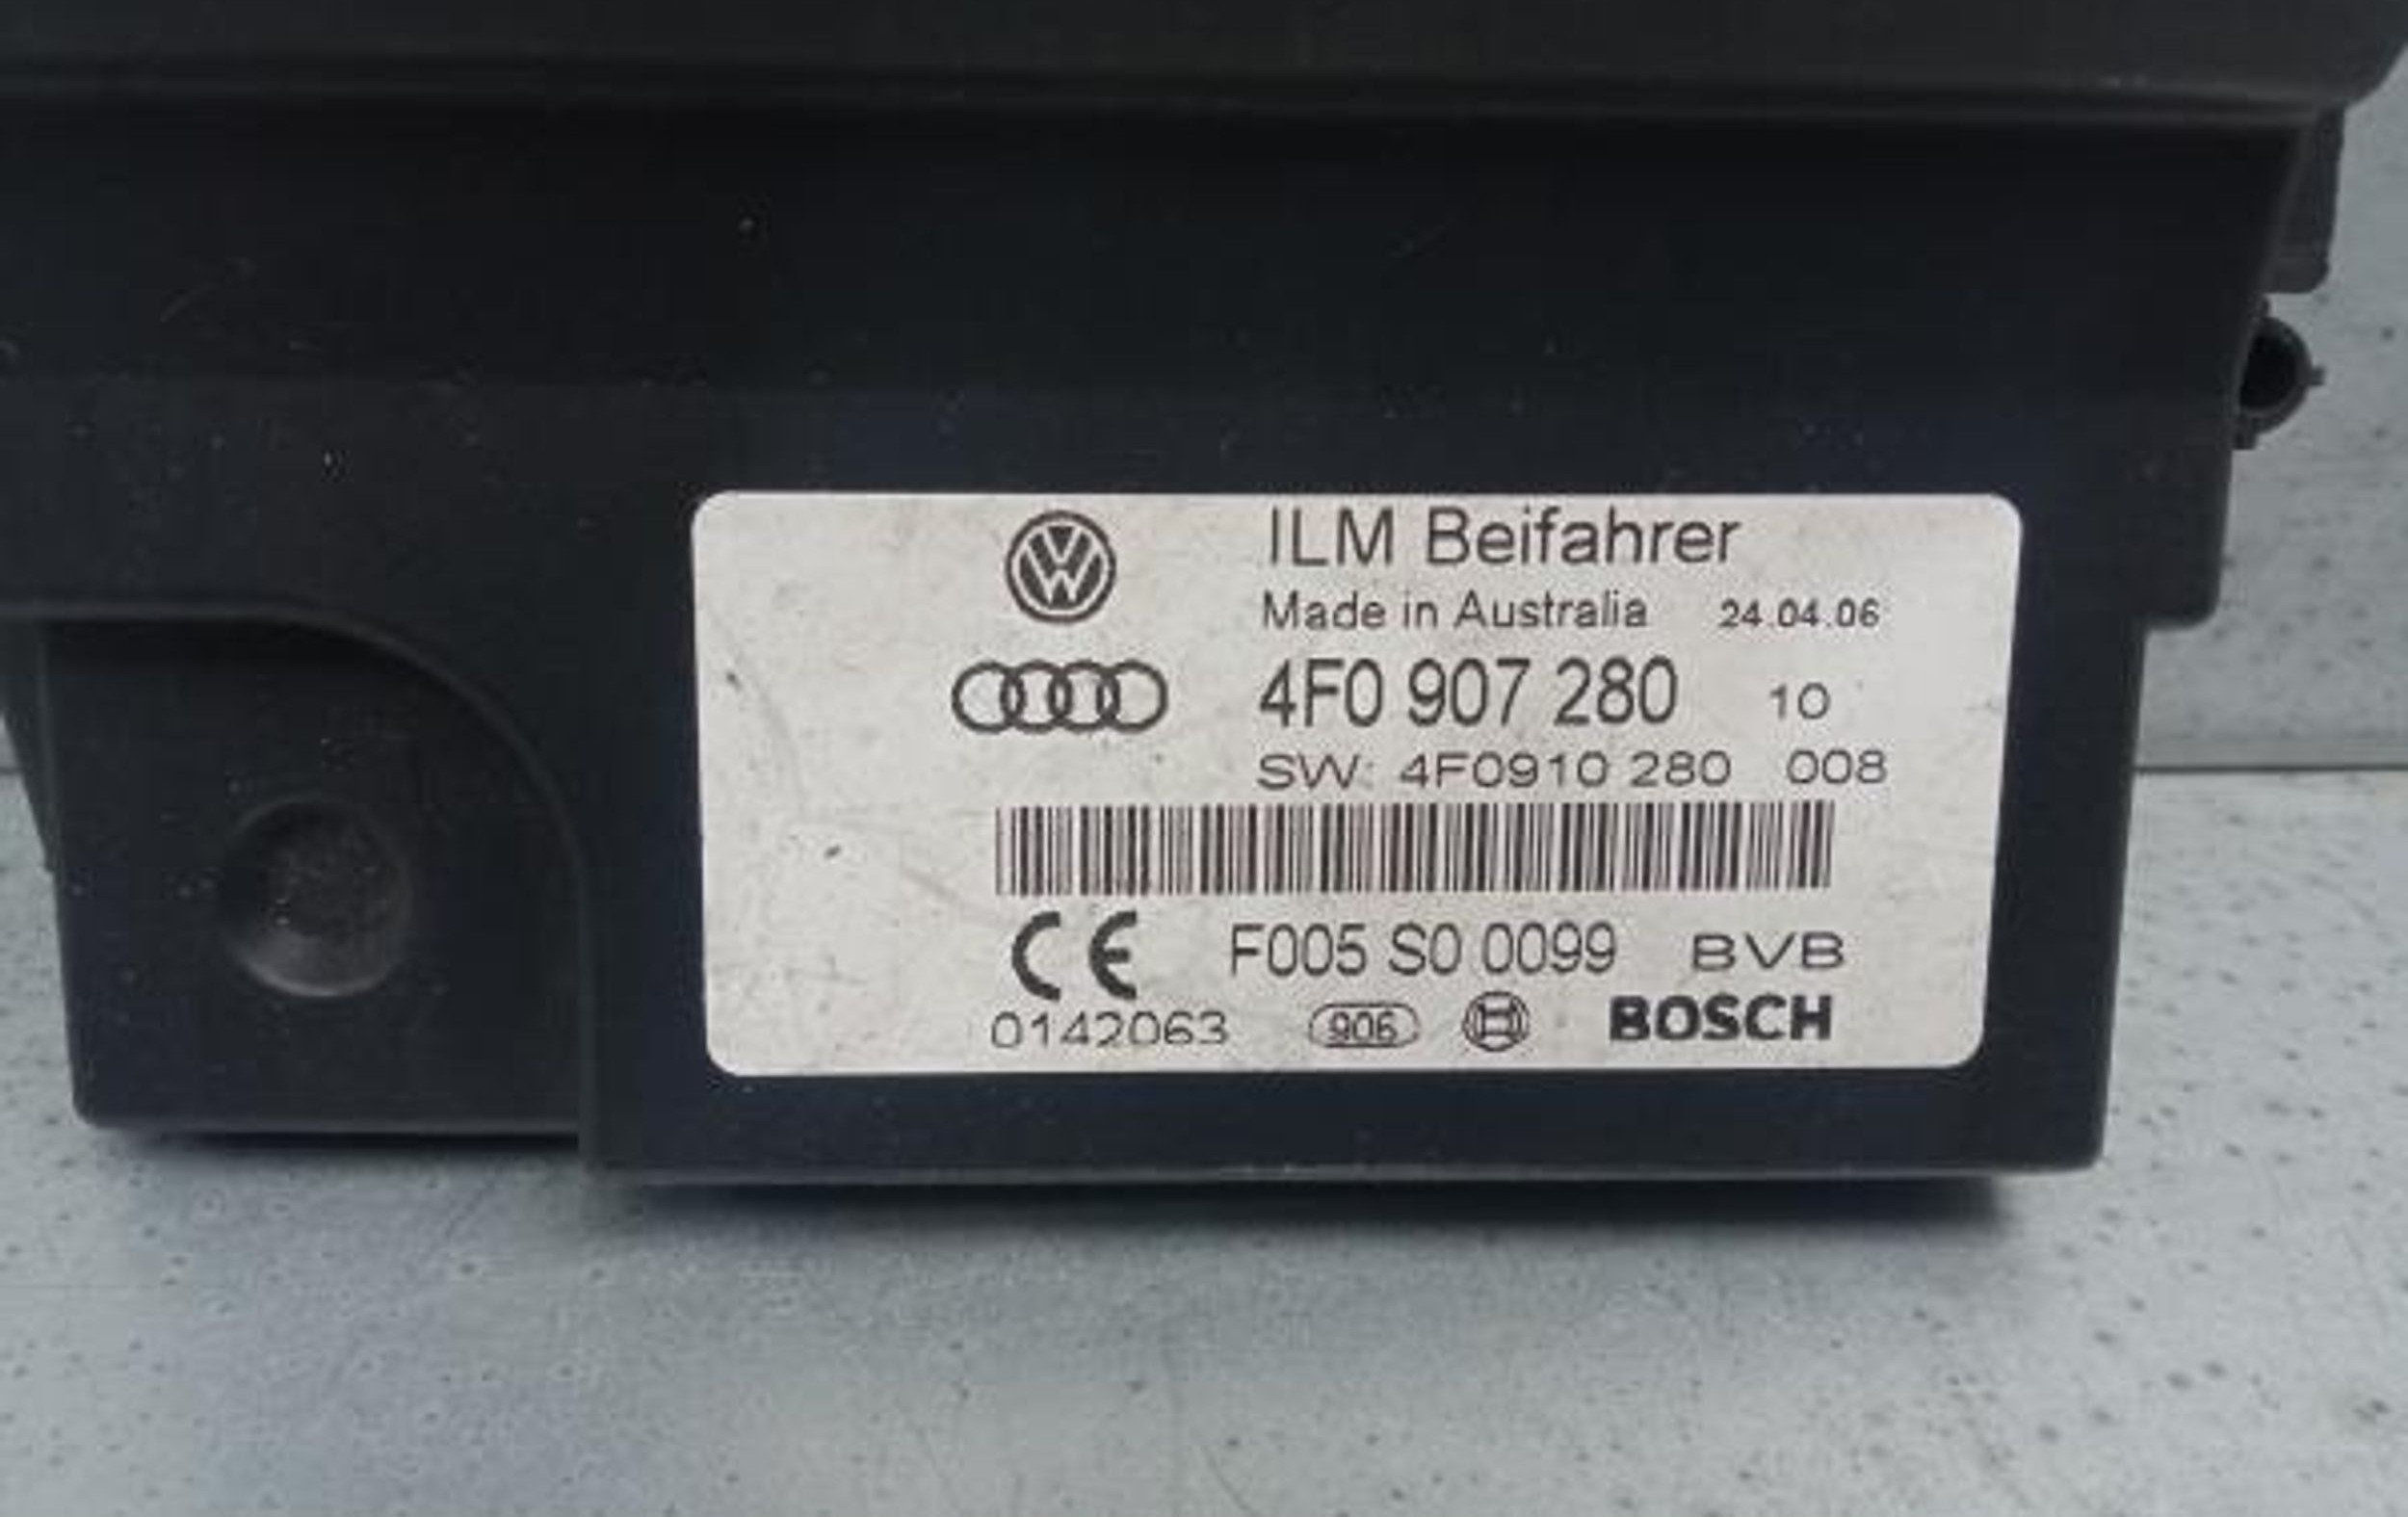 ILM Beifahrer
Made in Australia 24.04.06
4F0 907 280 10
SW: 4F0910 280 008
CE F005 S0 0099 BVB
0142063 906 BOSCH